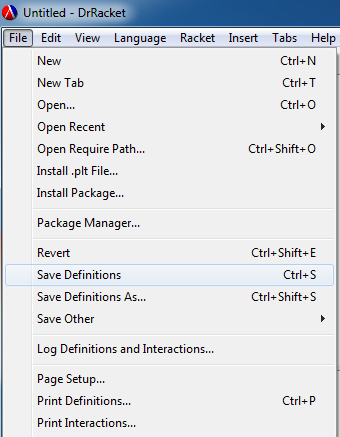 Untitled - DrRacket
File Edit View Language Racket Insert Tabs Help
New Ctrl+N
New Tab Ctrl+T
Open... Ctrl+O
Open Recent
Open Require Path... Ctrl+Shift+O
Install .plt File...
Install Package...
Package Manager...
Revert Ctrl+Shift+E
Save Definitions Ctrl+S
Save Definitions As... Ctrl+Shift+S
Save Other
Log Definitions and Interactions...
Page Setup...
Print Definitions... Ctrl+P
Print Interactions...